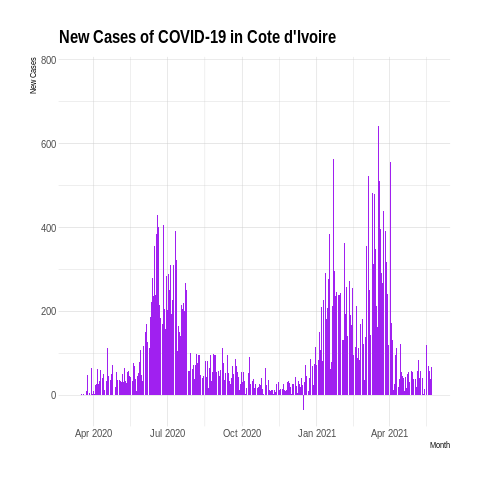 New Cases of COVID-19 in Cote d'Ivoire
New Cases
800
600
400
200
0
Apr 2020 Jul 2020 Oct 2020 Jan 2021 Apr 2021
Month